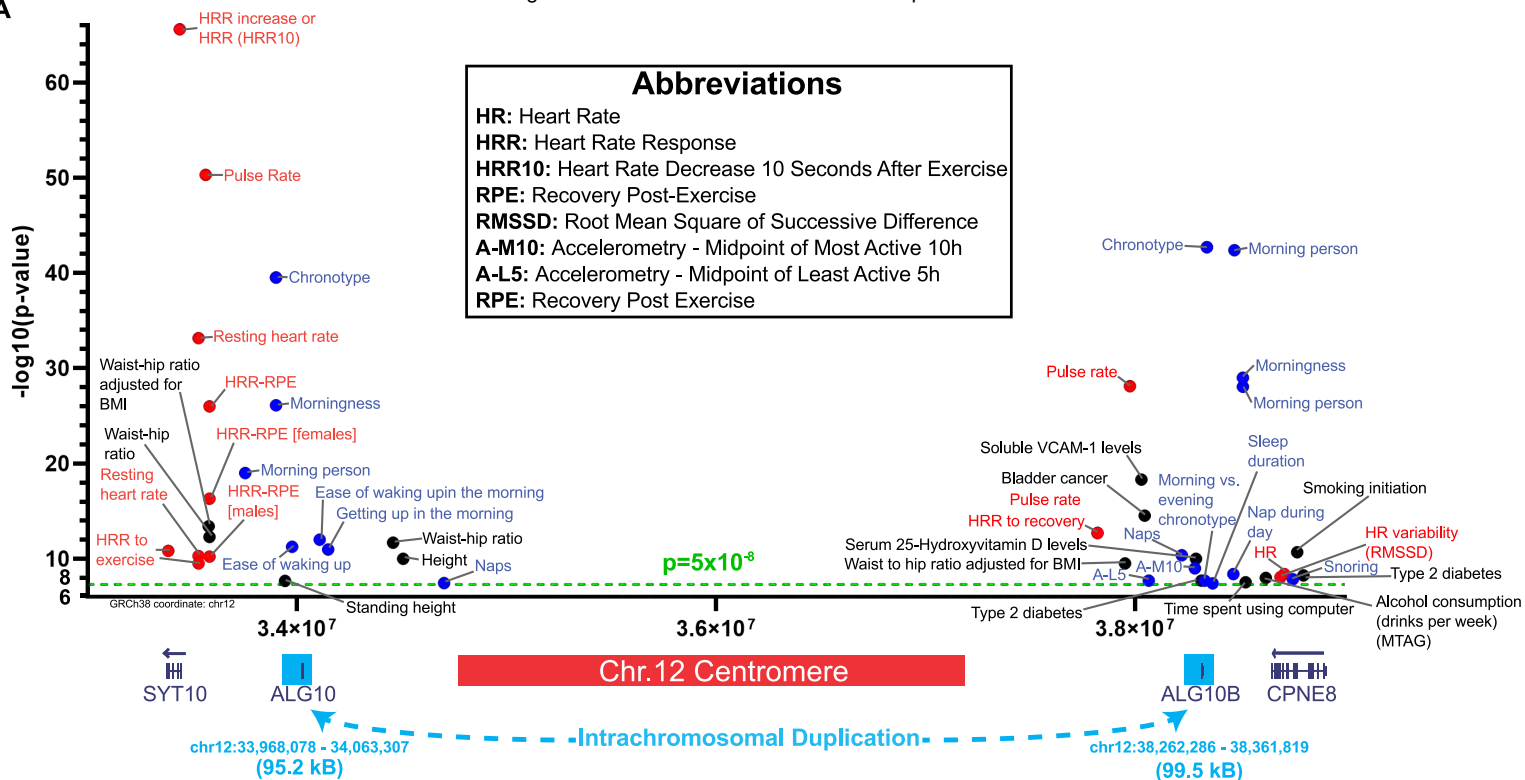 A
HRR increase or
HRR (HRR10)
Pulse Rate
Chronotype
Resting heart rate
Waist-hip ratio
adjusted for
BMI
HRR-RPE
Morningness
Waist-hip
ratio
HRR-RPE [females]
Resting
heart rate
Morning person
HRR-RPE
[males]
Ease of waking upin the morning
Getting up in the morning
HRR to
exercise
Ease of waking up
Waist-hip ratio
Height
Naps
Standing height
Abbreviations
HR: Heart Rate
HRR: Heart Rate Response
HRR10: Heart Rate Decrease 10 Seconds After Exercise
RPE: Recovery Post-Exercise
RMSSD: Root Mean Square of Successive Difference
A-M10: Accelerometry - Midpoint of Most Active 10h
A-L5: Accelerometry - Midpoint of Least Active 5h
RPE: Recovery Post Exercise
Chronotype
Morning person
Pulse rate
Morningness
Morning person
Soluble VCAM-1 levels
Bladder cancer
Pulse rate
HRR to recovery
Serum 25-Hydroxyvitamin D levels
Waist to hip ratio adjusted for BMI
Naps
A-M10
A-L5
Morning vs.
evening
chronotype
Sleep
duration
Nap during
day
Smoking initiation
HR variability
(RMSSD)
HR
Snoring
Type 2 diabetes
Type 2 diabetes
Time spent using computer
Alcohol consumption
(drinks per week)
(MTAG)
p=5x10⁻⁸
-log10(p-value)
60
50
40
30
20
10
8
6
GRCh38 coordinate: chr12
3.4×10⁷
3.6×10⁷
3.8×10⁷
SYT10
ALG10
Chr.12 Centromere
ALG10B
CPNE8
Intrachromosomal Duplication
chr12:33,968,078 - 34,063,307
(95.2 kB)
chr12:38,262,286 - 38,361,819
(99.5 kB)